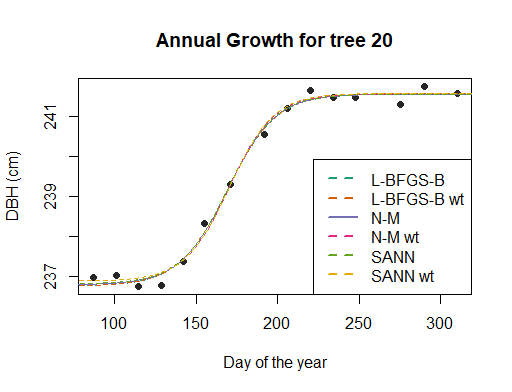 Annual Growth for tree 20
DBH (cm)
241
239
237
L-BFGS-B
L-BFGS-B wt
N-M
N-M wt
SANN
SANN wt
100 150 200 250 300
Day of the year